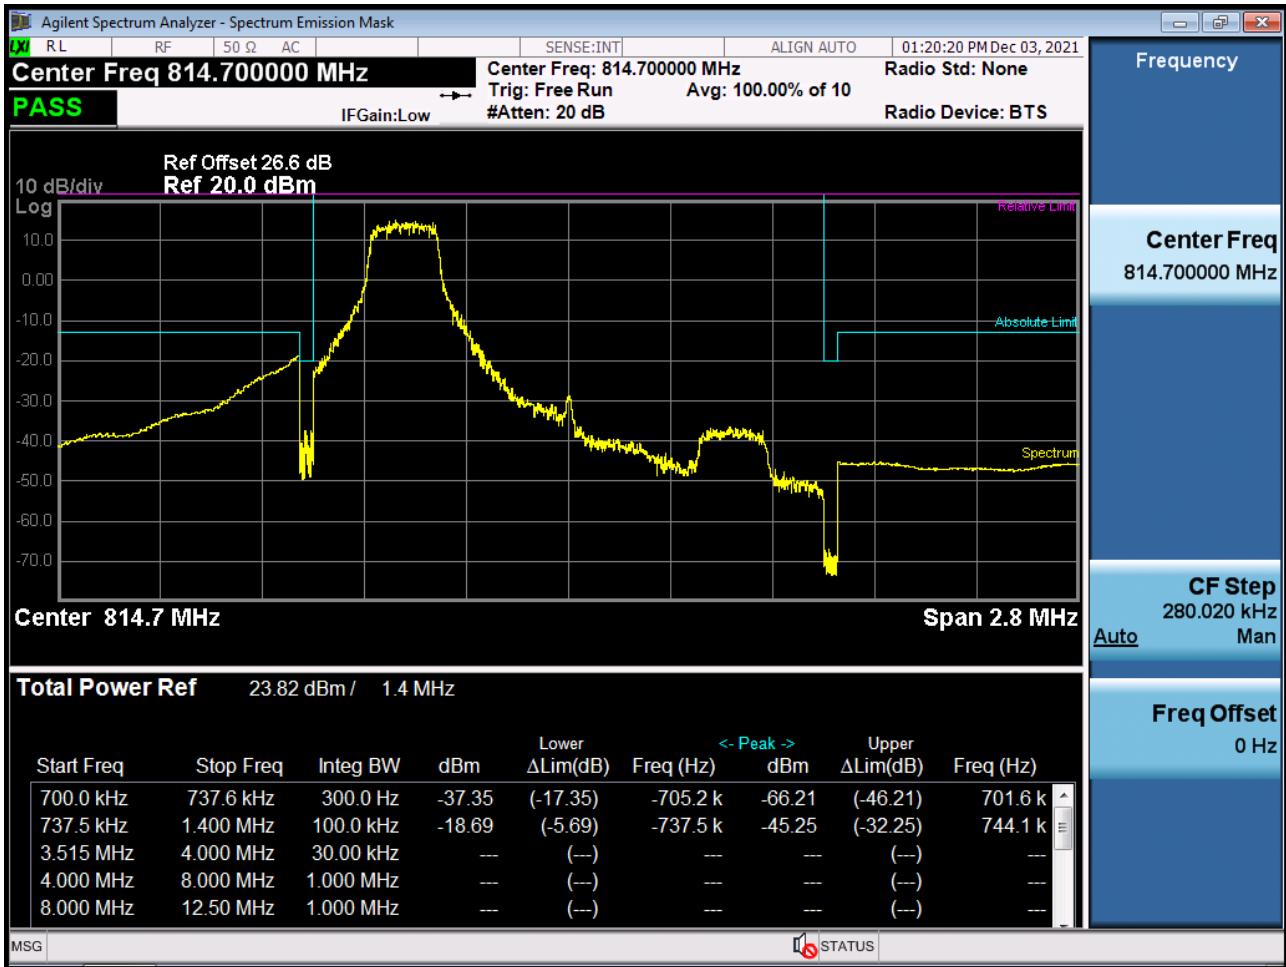 Agilent Spectrum Analyzer - Spectrum Emission Mask
LXI RL RF 50 Ω AC SENSE:INT ALIGN AUTO 01:20:20 PM Dec 03, 2021
Center Freq 814.700000 MHz
Center Freq: 814.700000 MHz Radio Std: None
Trig: Free Run Avg: 100.00% of 10
PASS IFGain:Low #Atten: 20 dB Radio Device: BTS
Ref Offset 26.6 dB
10 dB/div Ref 20.0 dBm
Log
Relative Limit
10.0
0.00
-10.0
Absolute Limit
-20.0
-30.0
-40.0
Spectrum
-50.0
-60.0
-70.0
Center 814.7 MHz Span 2.8 MHz
Total Power Ref 23.82 dBm / 1.4 MHz
Lower <- Peak -> Upper
Start Freq Stop Freq Integ BW dBm ΔLim(dB) Freq (Hz) dBm ΔLim(dB) Freq (Hz)
700.0 kHz 737.6 kHz 300.0 Hz -37.35 (-17.35) -705.2 k -66.21 (-46.21) 701.6 k
737.5 kHz 1.400 MHz 100.0 kHz -18.69 (-5.69) -737.5 k -45.25 (-32.25) 744.1 k
3.515 MHz 4.000 MHz 30.00 kHz --- (---) --- --- (---) ---
4.000 MHz 8.000 MHz 1.000 MHz --- (---) --- --- (---) ---
8.000 MHz 12.50 MHz 1.000 MHz --- (---) --- --- (---) ---
MSG STATUS
Frequency
Center Freq
814.700000 MHz
CF Step
280.020 kHz
Auto Man
Freq Offset
0 Hz